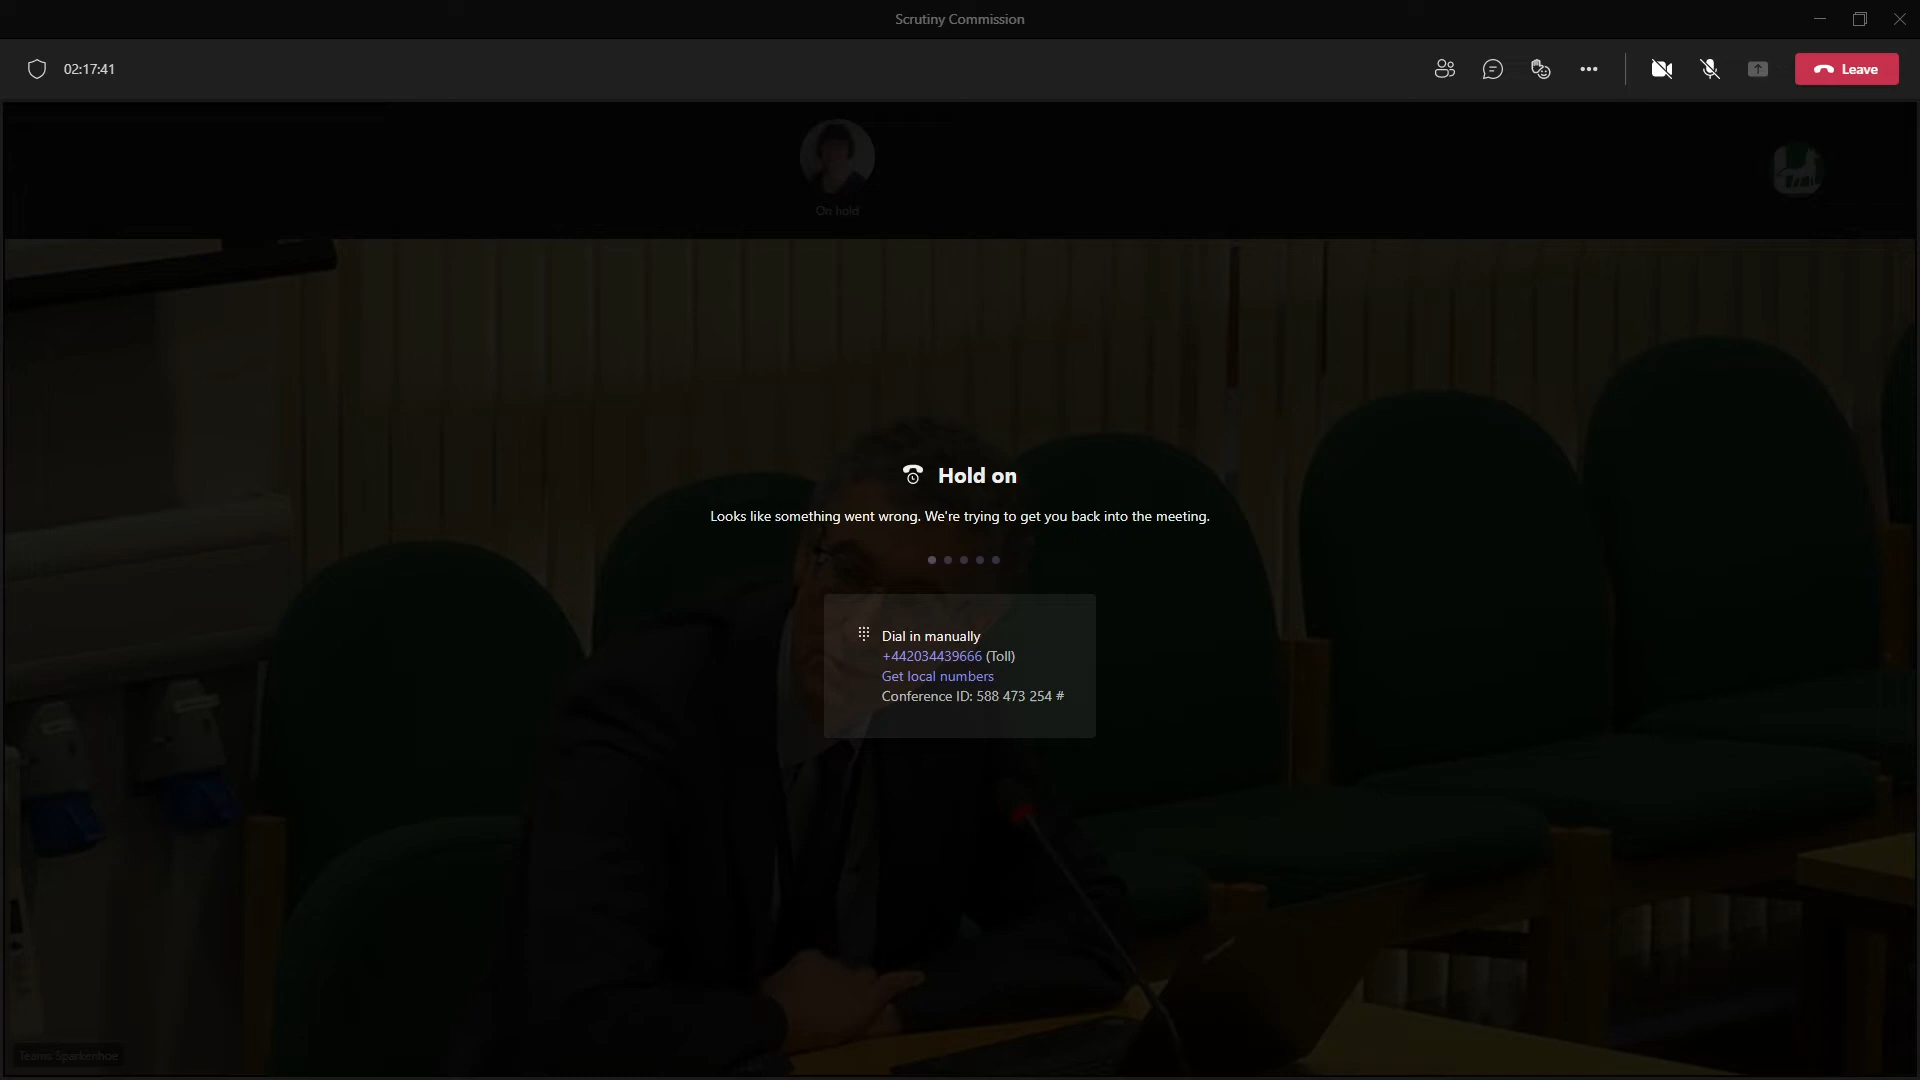 Scrutiny Commission
02:17:41
Leave
On hold
Hold on
Looks like something went wrong. We're trying to get you back into the meeting.
Dial in manually
+442034439666 (Toll)
Get local numbers
Conference ID: 588 473 254 #
Teams Sparkenhoe